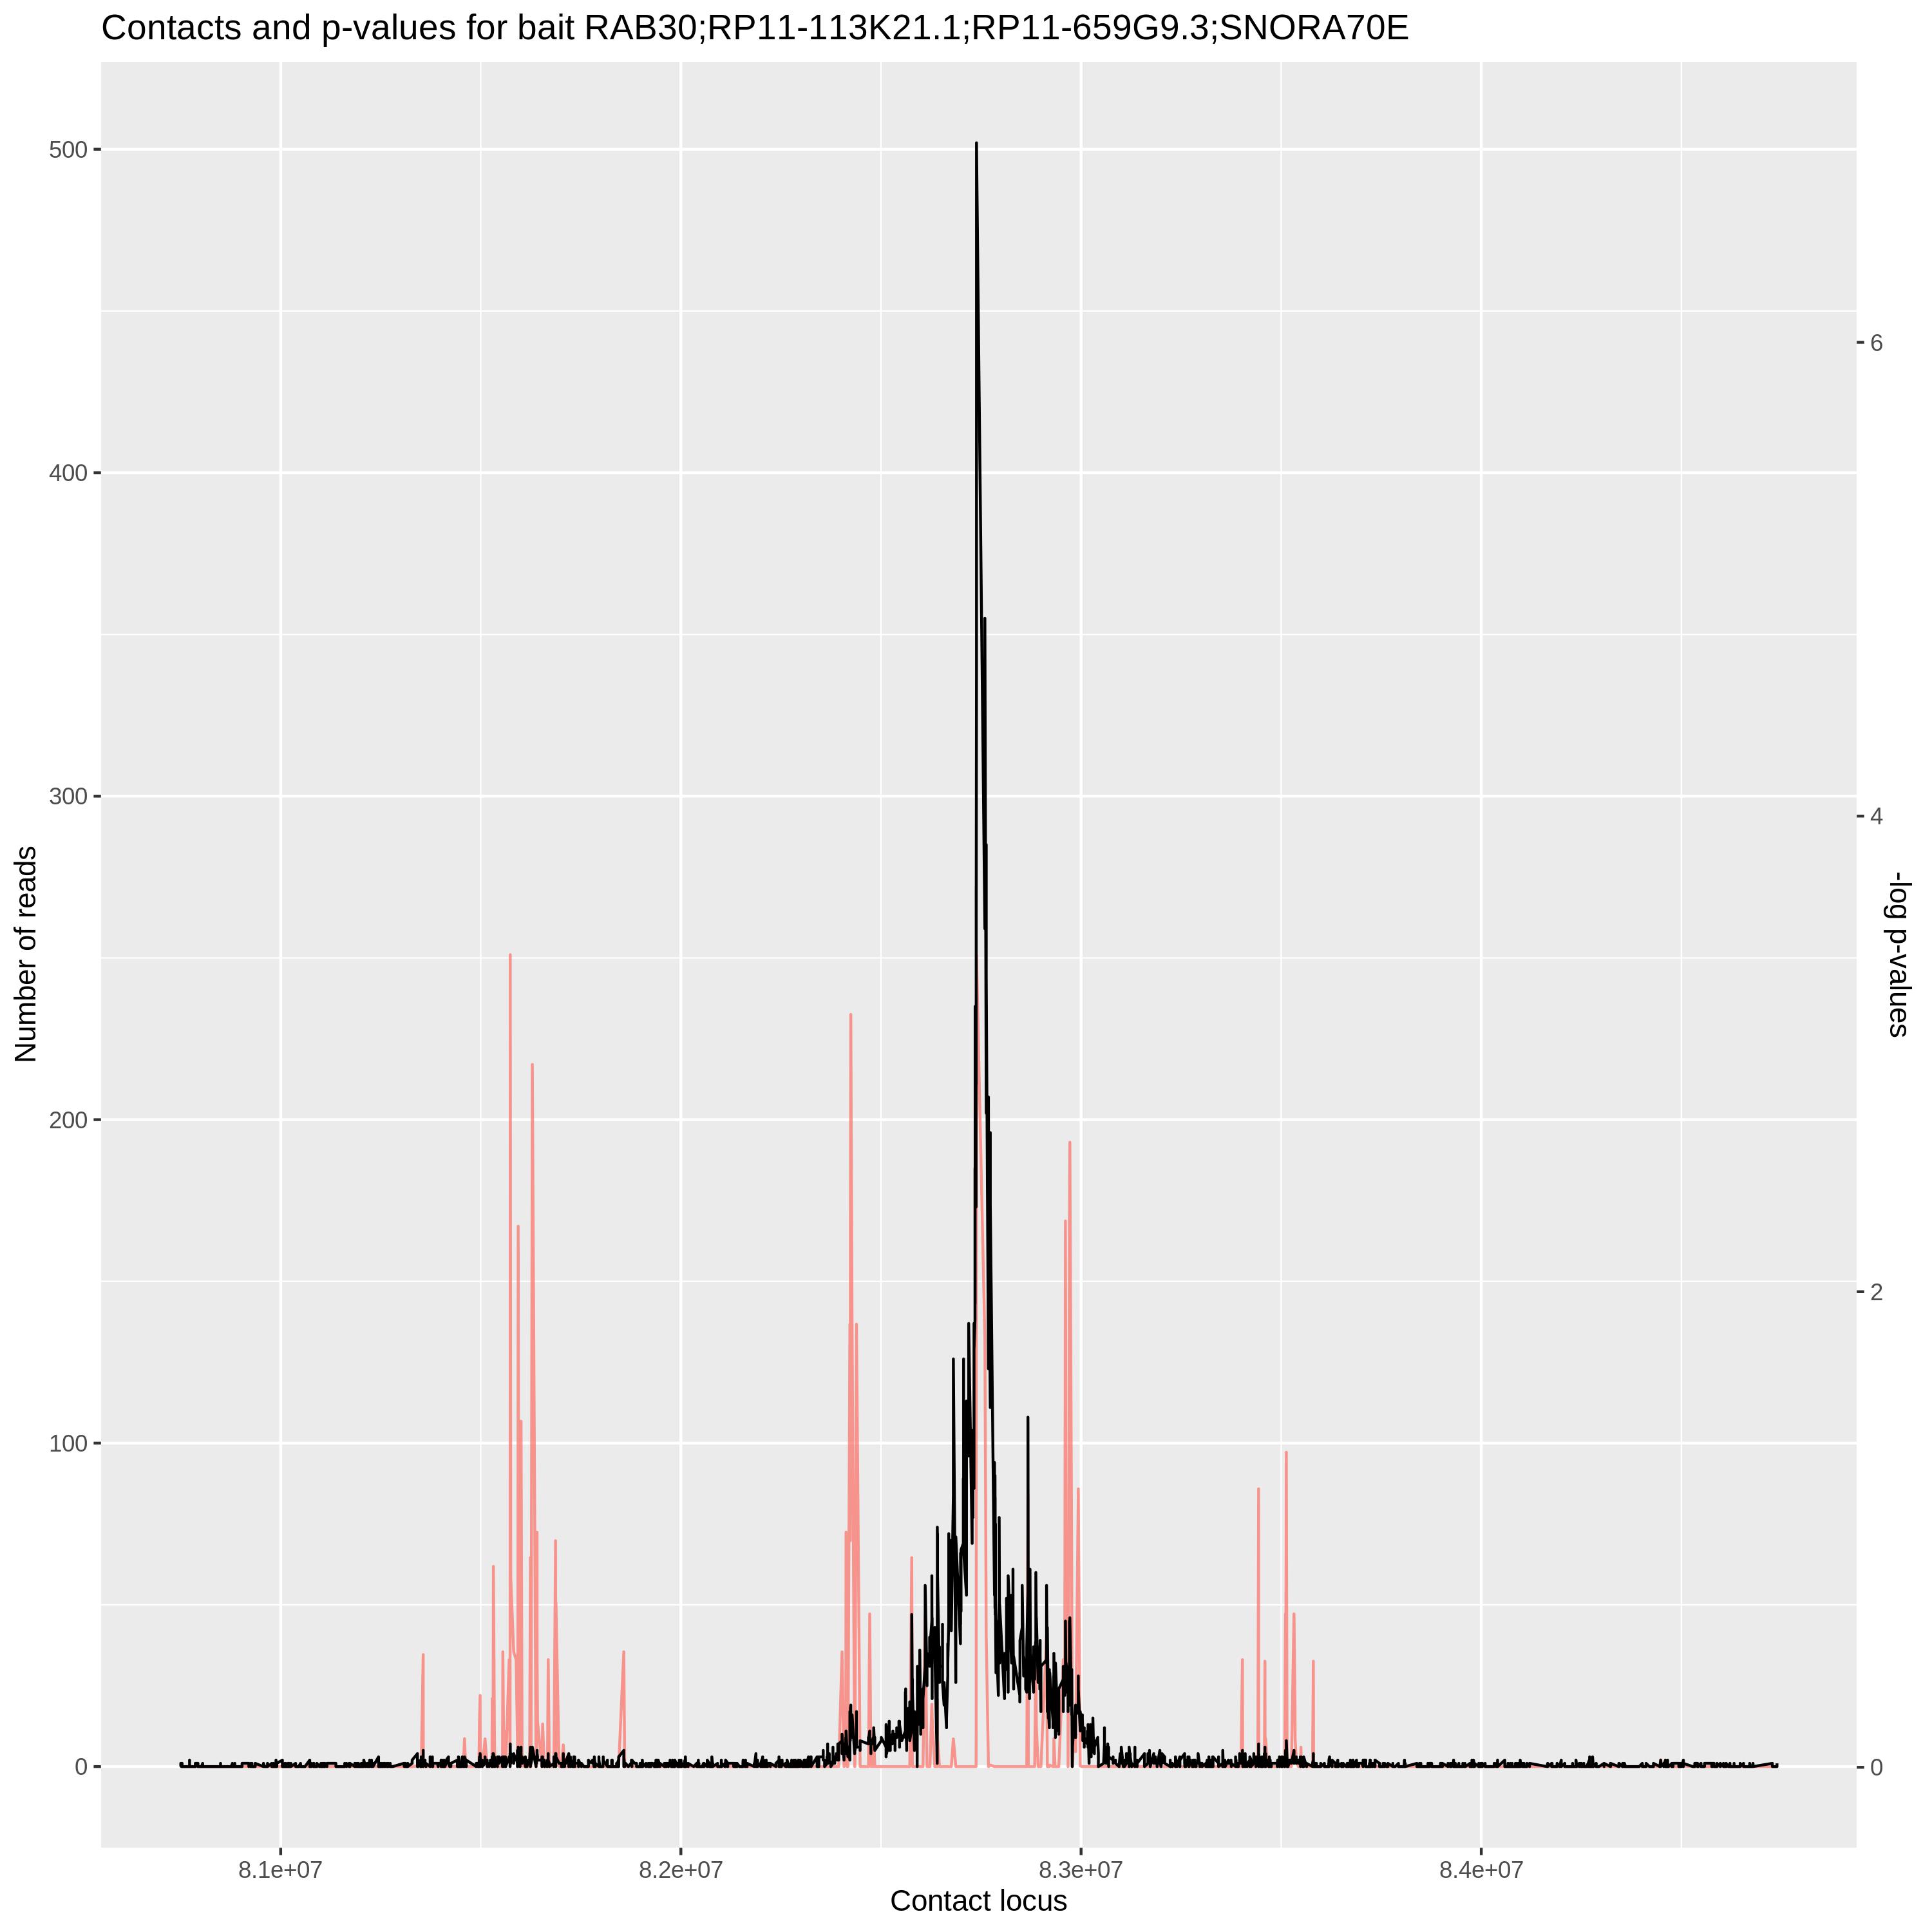 Contacts and p-values for bait RAB30;RP11-113K21.1;RP11-659G9.3;SNORA70E
500
400
300
200
100
0
Number of reads
6
4
2
0
-log p-values
8.1e+07
8.2e+07
8.3e+07
8.4e+07
Contact locus